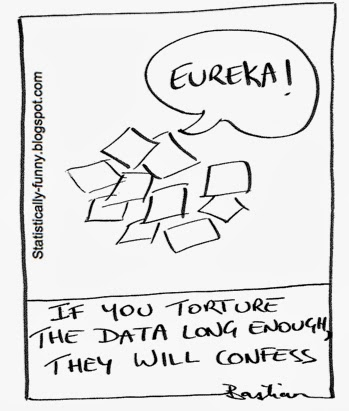 Statistically-funny.blogspot.com
EUREKA!
IF YOU TORTURE
THE DATA LONG ENOUGH,
THEY WILL CONFESS
Bastian